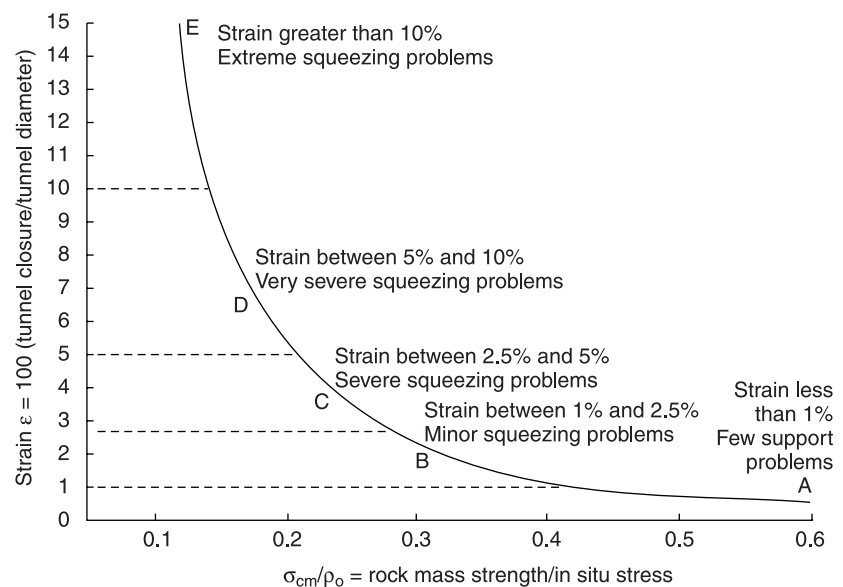 Strain ε = 100 (tunnel closure/tunnel diameter)
15
14
13
12
11
10
9
8
7
6
5
4
3
2
1
0
E
Strain greater than 10%
Extreme squeezing problems
Strain between 5% and 10%
Very severe squeezing problems
D
Strain between 2.5% and 5%
Severe squeezing problems
C
Strain between 1% and 2.5%
Minor squeezing problems
B
Strain less
than 1%
Few support
problems
A
0.1 0.2 0.3 0.4 0.5 0.6
σcm/ρo = rock mass strength/in situ stress